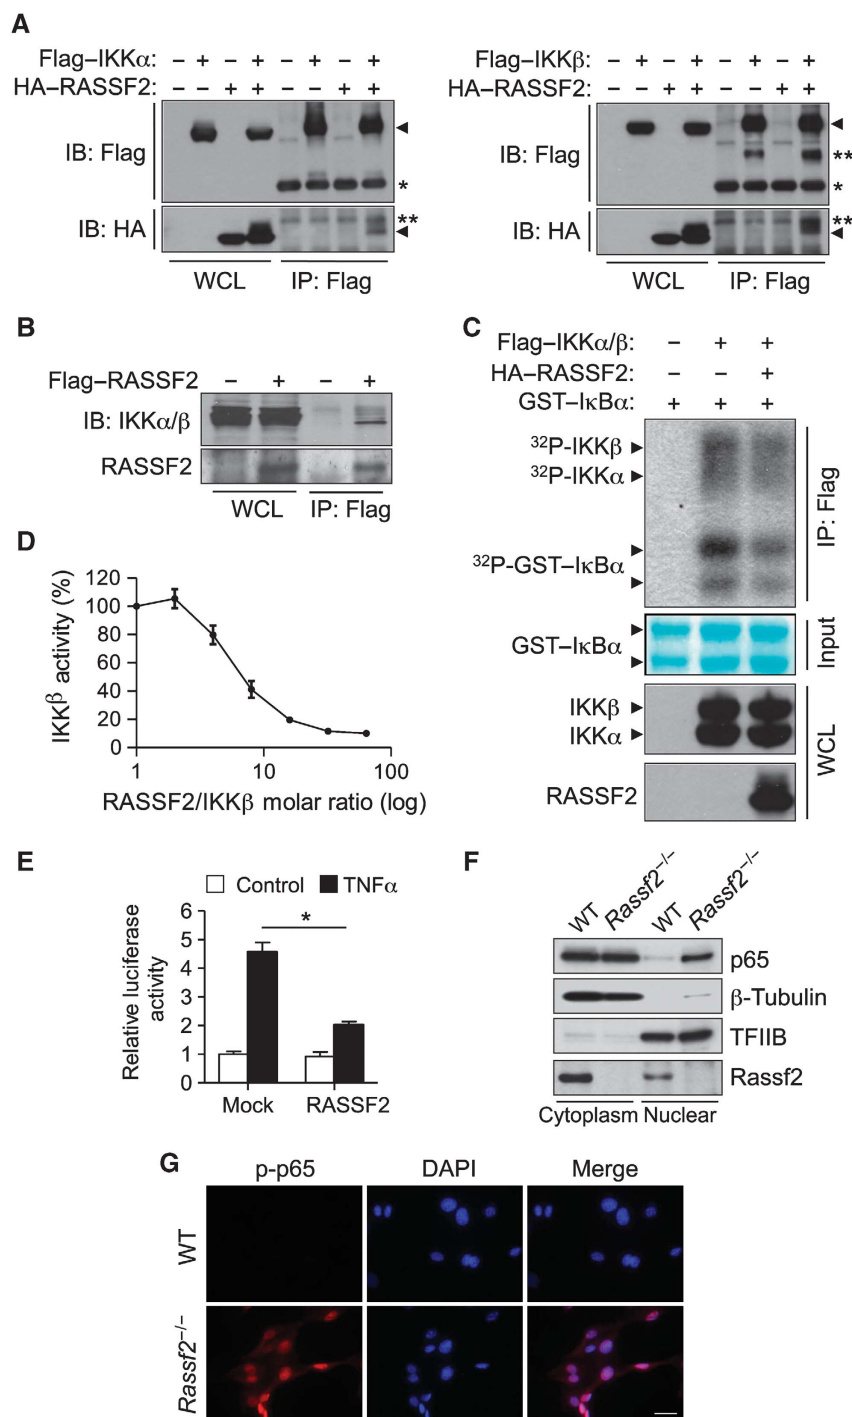 A
Flag–IKKα: – + – + – + – +
HA–RASSF2: – – + + – – + +
IB: Flag
*
IB: HA
**
WCL IP: Flag
Flag–IKKβ: – + – + – + – +
HA–RASSF2: – – + + – – + +
IB: Flag
**
*
IB: HA
**
WCL IP: Flag
B
Flag–RASSF2 – + – +
IB: IKKα/β
RASSF2
WCL IP: Flag
C
Flag–IKKα/β: – + +
HA–RASSF2: – – +
GST–IκBα: + + +
32P-IKKβ
32P-IKKα
32P-GST–IκBα
IP: Flag
GST–IκBα
Input
IKKβ
IKKα
RASSF2
WCL
D
IKKβ activity (%)
120
100
80
60
40
20
0
1 10 100
RASSF2/IKKβ molar ratio (log)
E
Control TNFα
Relative luciferase
activity
6
5
4
3
2
1
0
*
Mock RASSF2
F
WT Rassf2–/– WT Rassf2–/–
p65
β-Tubulin
TFIIB
Rassf2
Cytoplasm Nuclear
G
p-p65 DAPI Merge
WT
Rassf2–/–